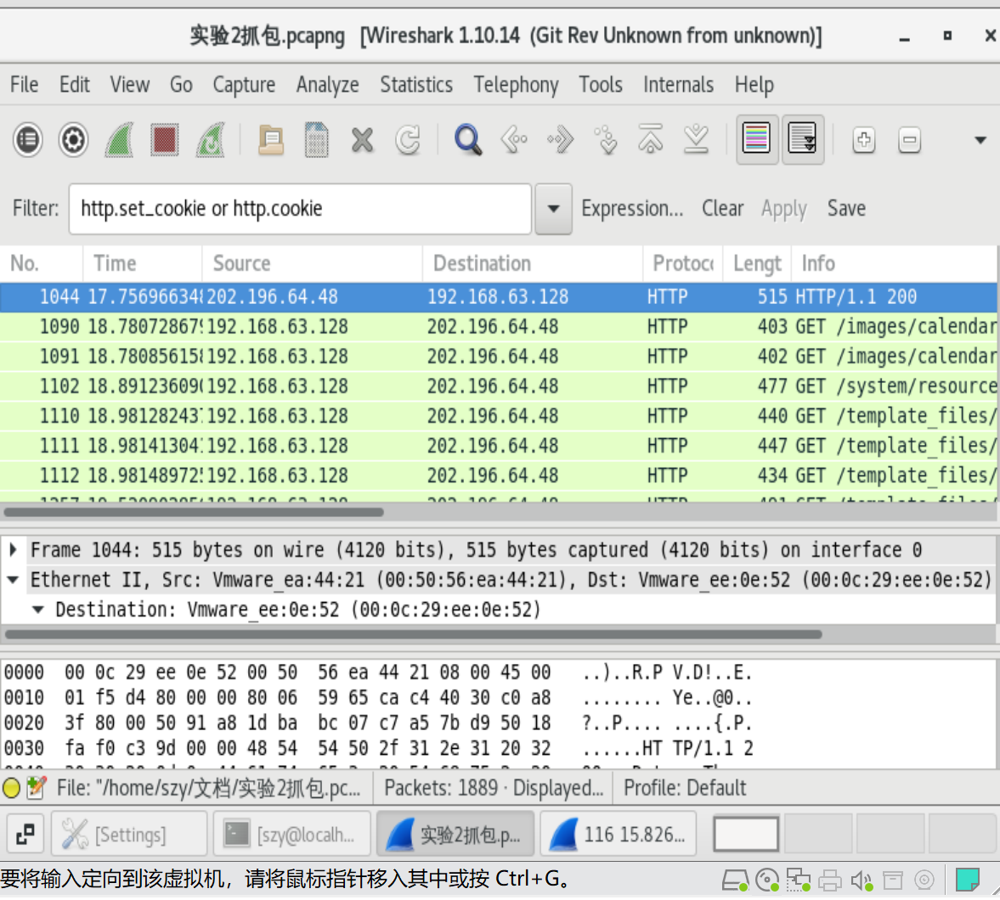 实验2抓包.pcapng [Wireshark 1.10.14 (Git Rev Unknown from unknown)]
File Edit View Go Capture Analyze Statistics Telephony Tools Internals Help
Filter: http.set_cookie or http.cookie Expression... Clear Apply Save
No. Time Source Destination Protoc Lengt Info
1044 17.75696634 202.196.64.48 192.168.63.128 HTTP 515 HTTP/1.1 200
1090 18.78072867 192.168.63.128 202.196.64.48 HTTP 403 GET /images/calendar
1091 18.78085615 192.168.63.128 202.196.64.48 HTTP 402 GET /images/calendar
1102 18.89123609 192.168.63.128 202.196.64.48 HTTP 477 GET /system/resource
1110 18.98128243 192.168.63.128 202.196.64.48 HTTP 440 GET /template_files/
1111 18.98141304 192.168.63.128 202.196.64.48 HTTP 447 GET /template_files/
1112 18.98148972 192.168.63.128 202.196.64.48 HTTP 434 GET /template_files/
Frame 1044: 515 bytes on wire (4120 bits), 515 bytes captured (4120 bits) on interface 0
Ethernet II, Src: Vmware_ea:44:21 (00:50:56:ea:44:21), Dst: Vmware_ee:0e:52 (00:0c:29:ee:0e:52)
Destination: Vmware_ee:0e:52 (00:0c:29:ee:0e:52)
0000 00 0c 29 ee 0e 52 00 50 56 ea 44 21 08 00 45 00 ..)..R.P V.D!..E.
0010 01 f5 d4 80 00 00 80 06 59 65 ca c4 40 30 c0 a8 ........ Ye..@0..
0020 3f 80 00 50 91 a8 1d ba bc 07 c7 a5 7b d9 50 18 ?..P.... ....{.P.
0030 fa f0 c3 9d 00 00 48 54 54 50 2f 31 2e 31 20 32 ......HT TP/1.1 2
File: "/home/szy/文档/实验2抓包.pc... Packets: 1889 · Displayed... Profile: Default
[Settings] [szy@localh... 实验2抓包.p... 116 15.826...
要将输入定向到该虚拟机，请将鼠标指针移入其中或按 Ctrl+G。